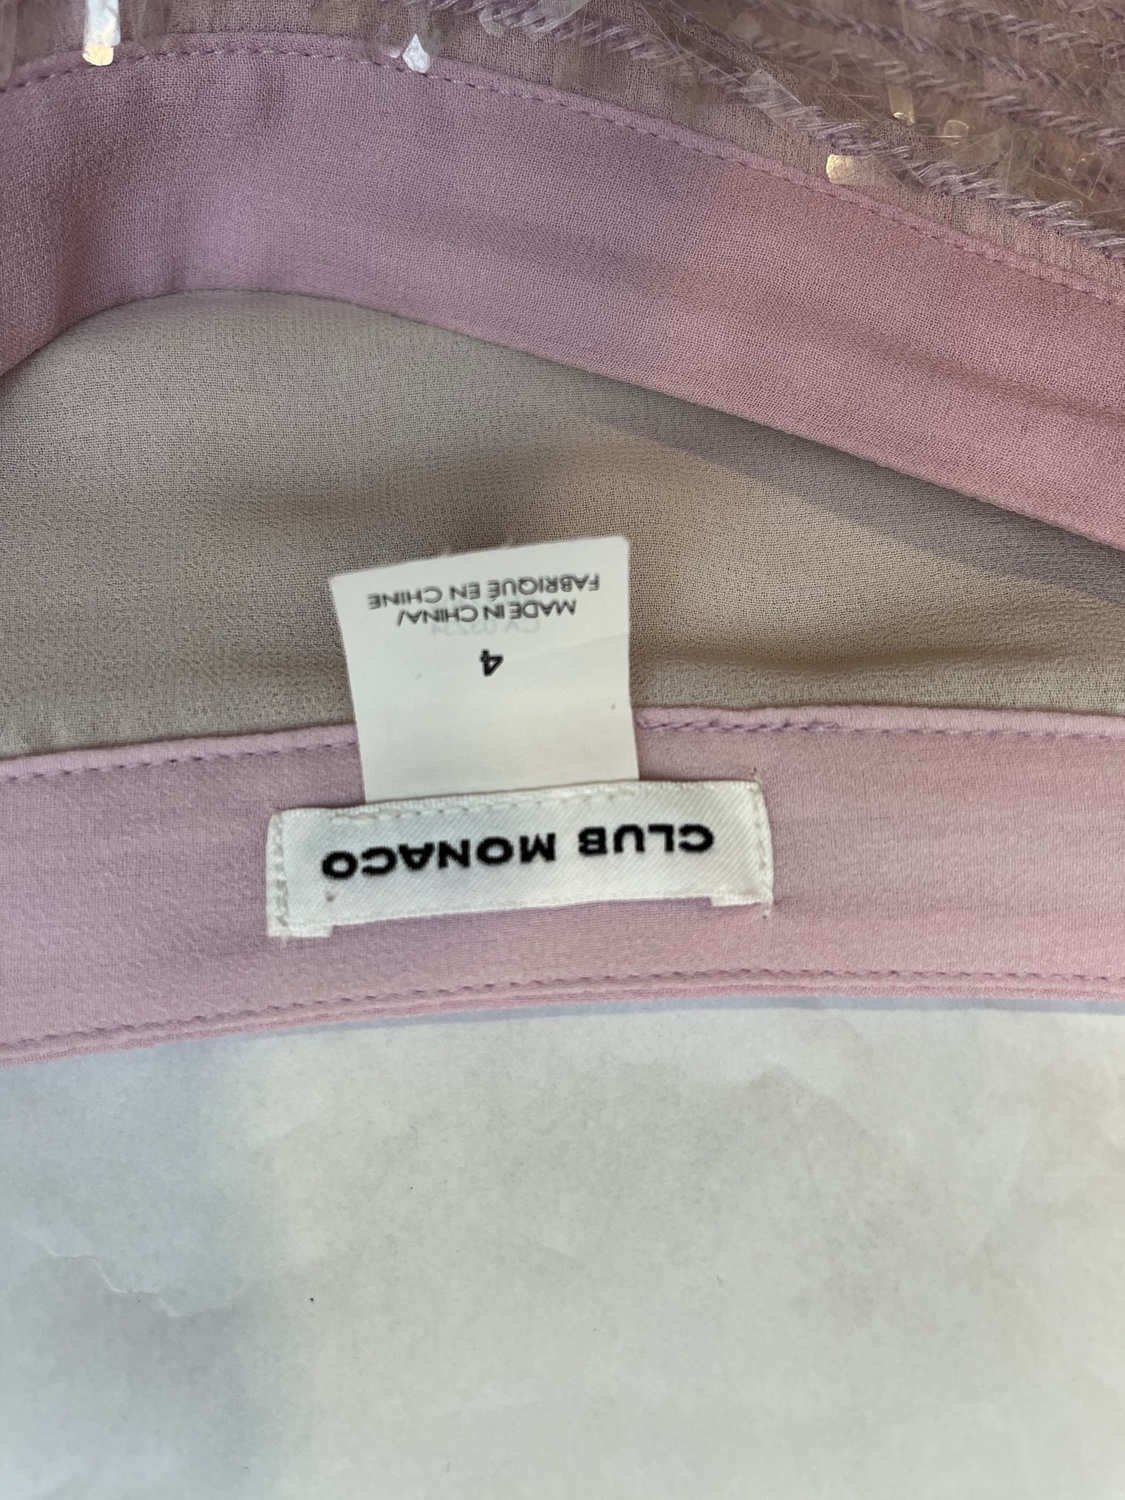 CLUB MONACO
4
MADE IN CHINA/
FABRIQUÉ EN CHINE